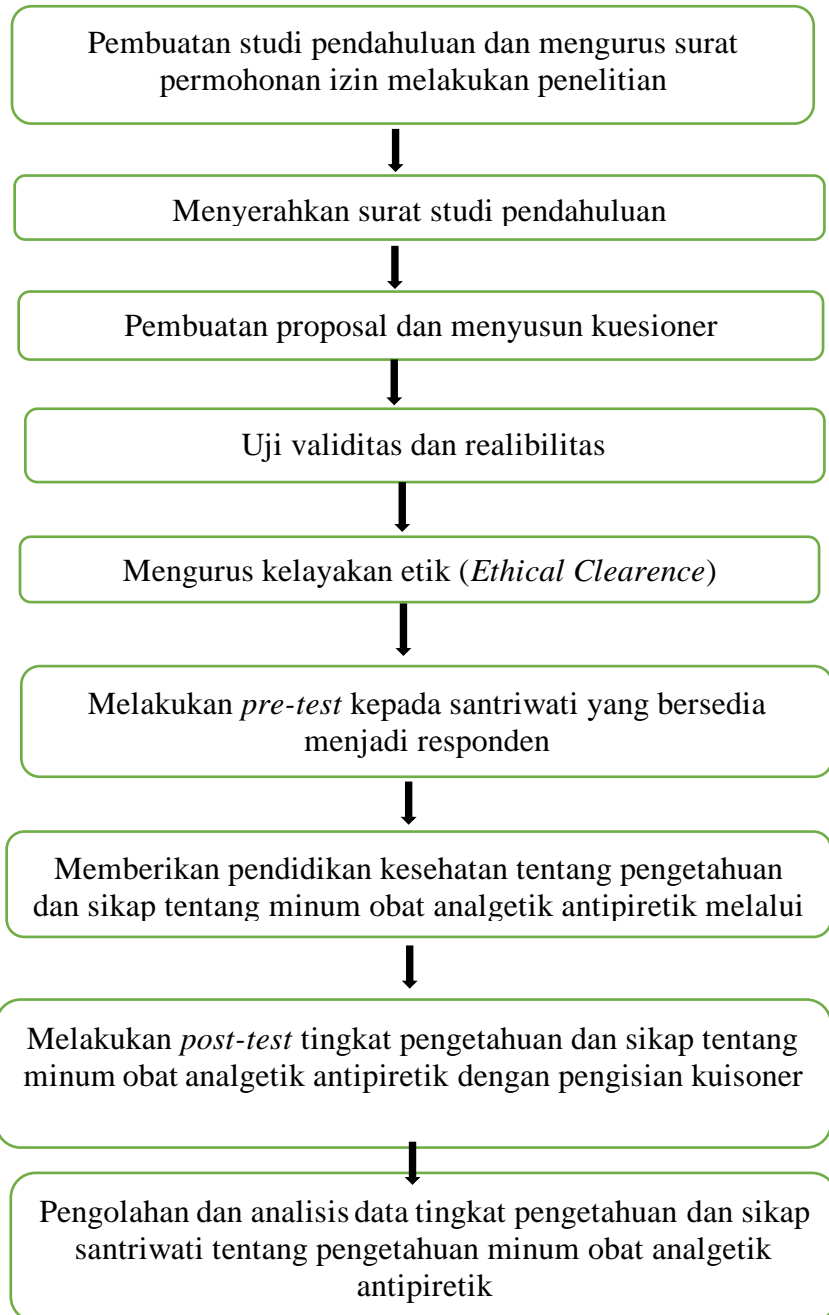 Pembuatan studi pendahuluan dan mengurus surat
permohonan izin melakukan penelitian
Menyerahkan surat studi pendahuluan
Pembuatan proposal dan menyusun kuesioner
Uji validitas dan realibilitas
Mengurus kelayakan etik (Ethical Clearence)
Melakukan pre-test kepada santriwati yang bersedia
menjadi responden
Memberikan pendidikan kesehatan tentang pengetahuan
dan sikap tentang minum obat analgetik antipiretik melalui
Melakukan post-test tingkat pengetahuan dan sikap tentang
minum obat analgetik antipiretik dengan pengisian kuisoner
Pengolahan dan analisis data tingkat pengetahuan dan sikap
santriwati tentang pengetahuan minum obat analgetik
antipiretik